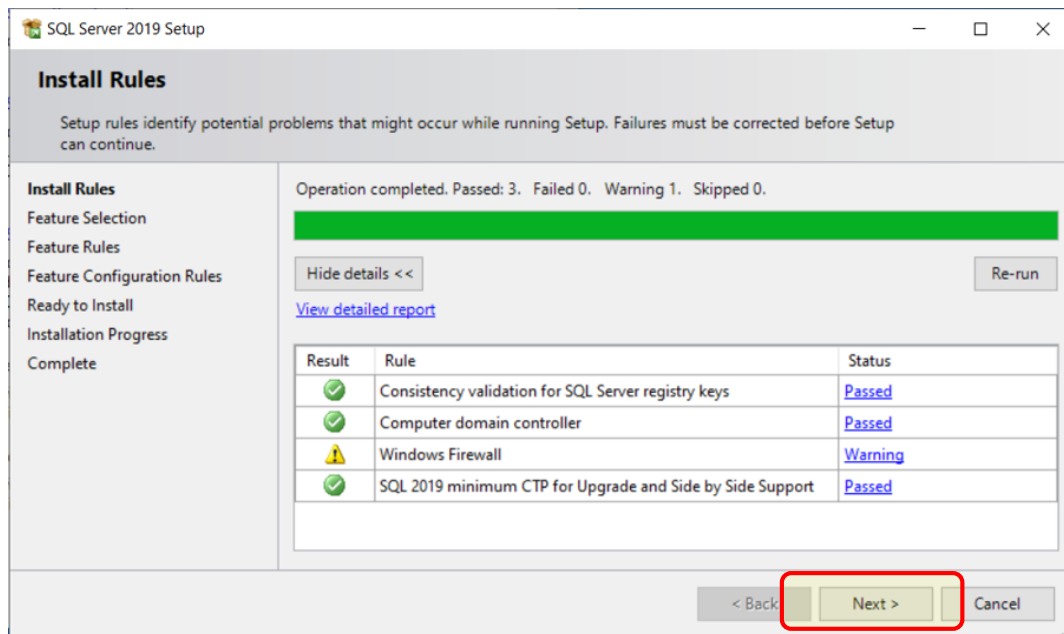 SQL Server 2019 Setup
Install Rules
Setup rules identify potential problems that might occur while running Setup. Failures must be corrected before Setup
can continue.
Install Rules
Feature Selection
Feature Rules
Feature Configuration Rules
Ready to Install
Installation Progress
Complete
Operation completed. Passed: 3.   Failed 0.   Warning 1.   Skipped 0.
Hide details <<
Re-run
View detailed report
Result Rule Status
Consistency validation for SQL Server registry keys Passed
Computer domain controller Passed
Windows Firewall Warning
SQL 2019 minimum CTP for Upgrade and Side by Side Support Passed
< Back
Next >
Cancel